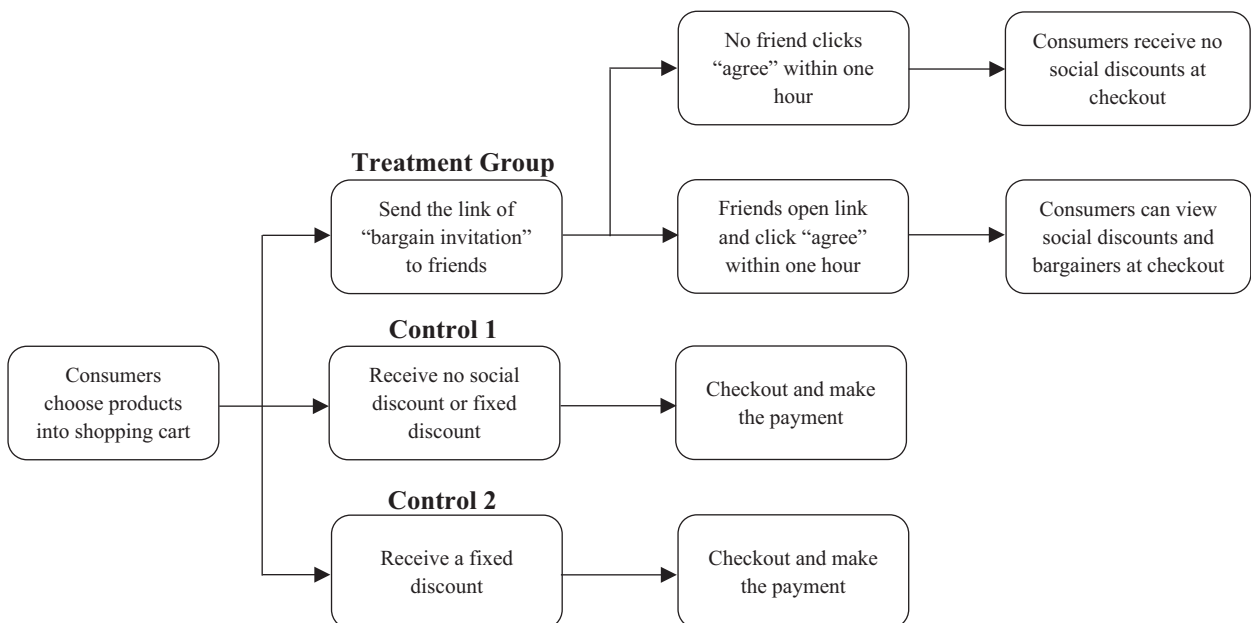 No friend clicks
“agree” within one
hour
Consumers receive no
social discounts at
checkout
Treatment Group
Send the link of
“bargain invitation”
to friends
Friends open link
and click “agree”
within one hour
Consumers can view
social discounts and
bargainers at checkout
Control 1
Consumers
choose products
into shopping cart
Receive no social
discount or fixed
discount
Checkout and make
the payment
Control 2
Receive a fixed
discount
Checkout and make
the payment